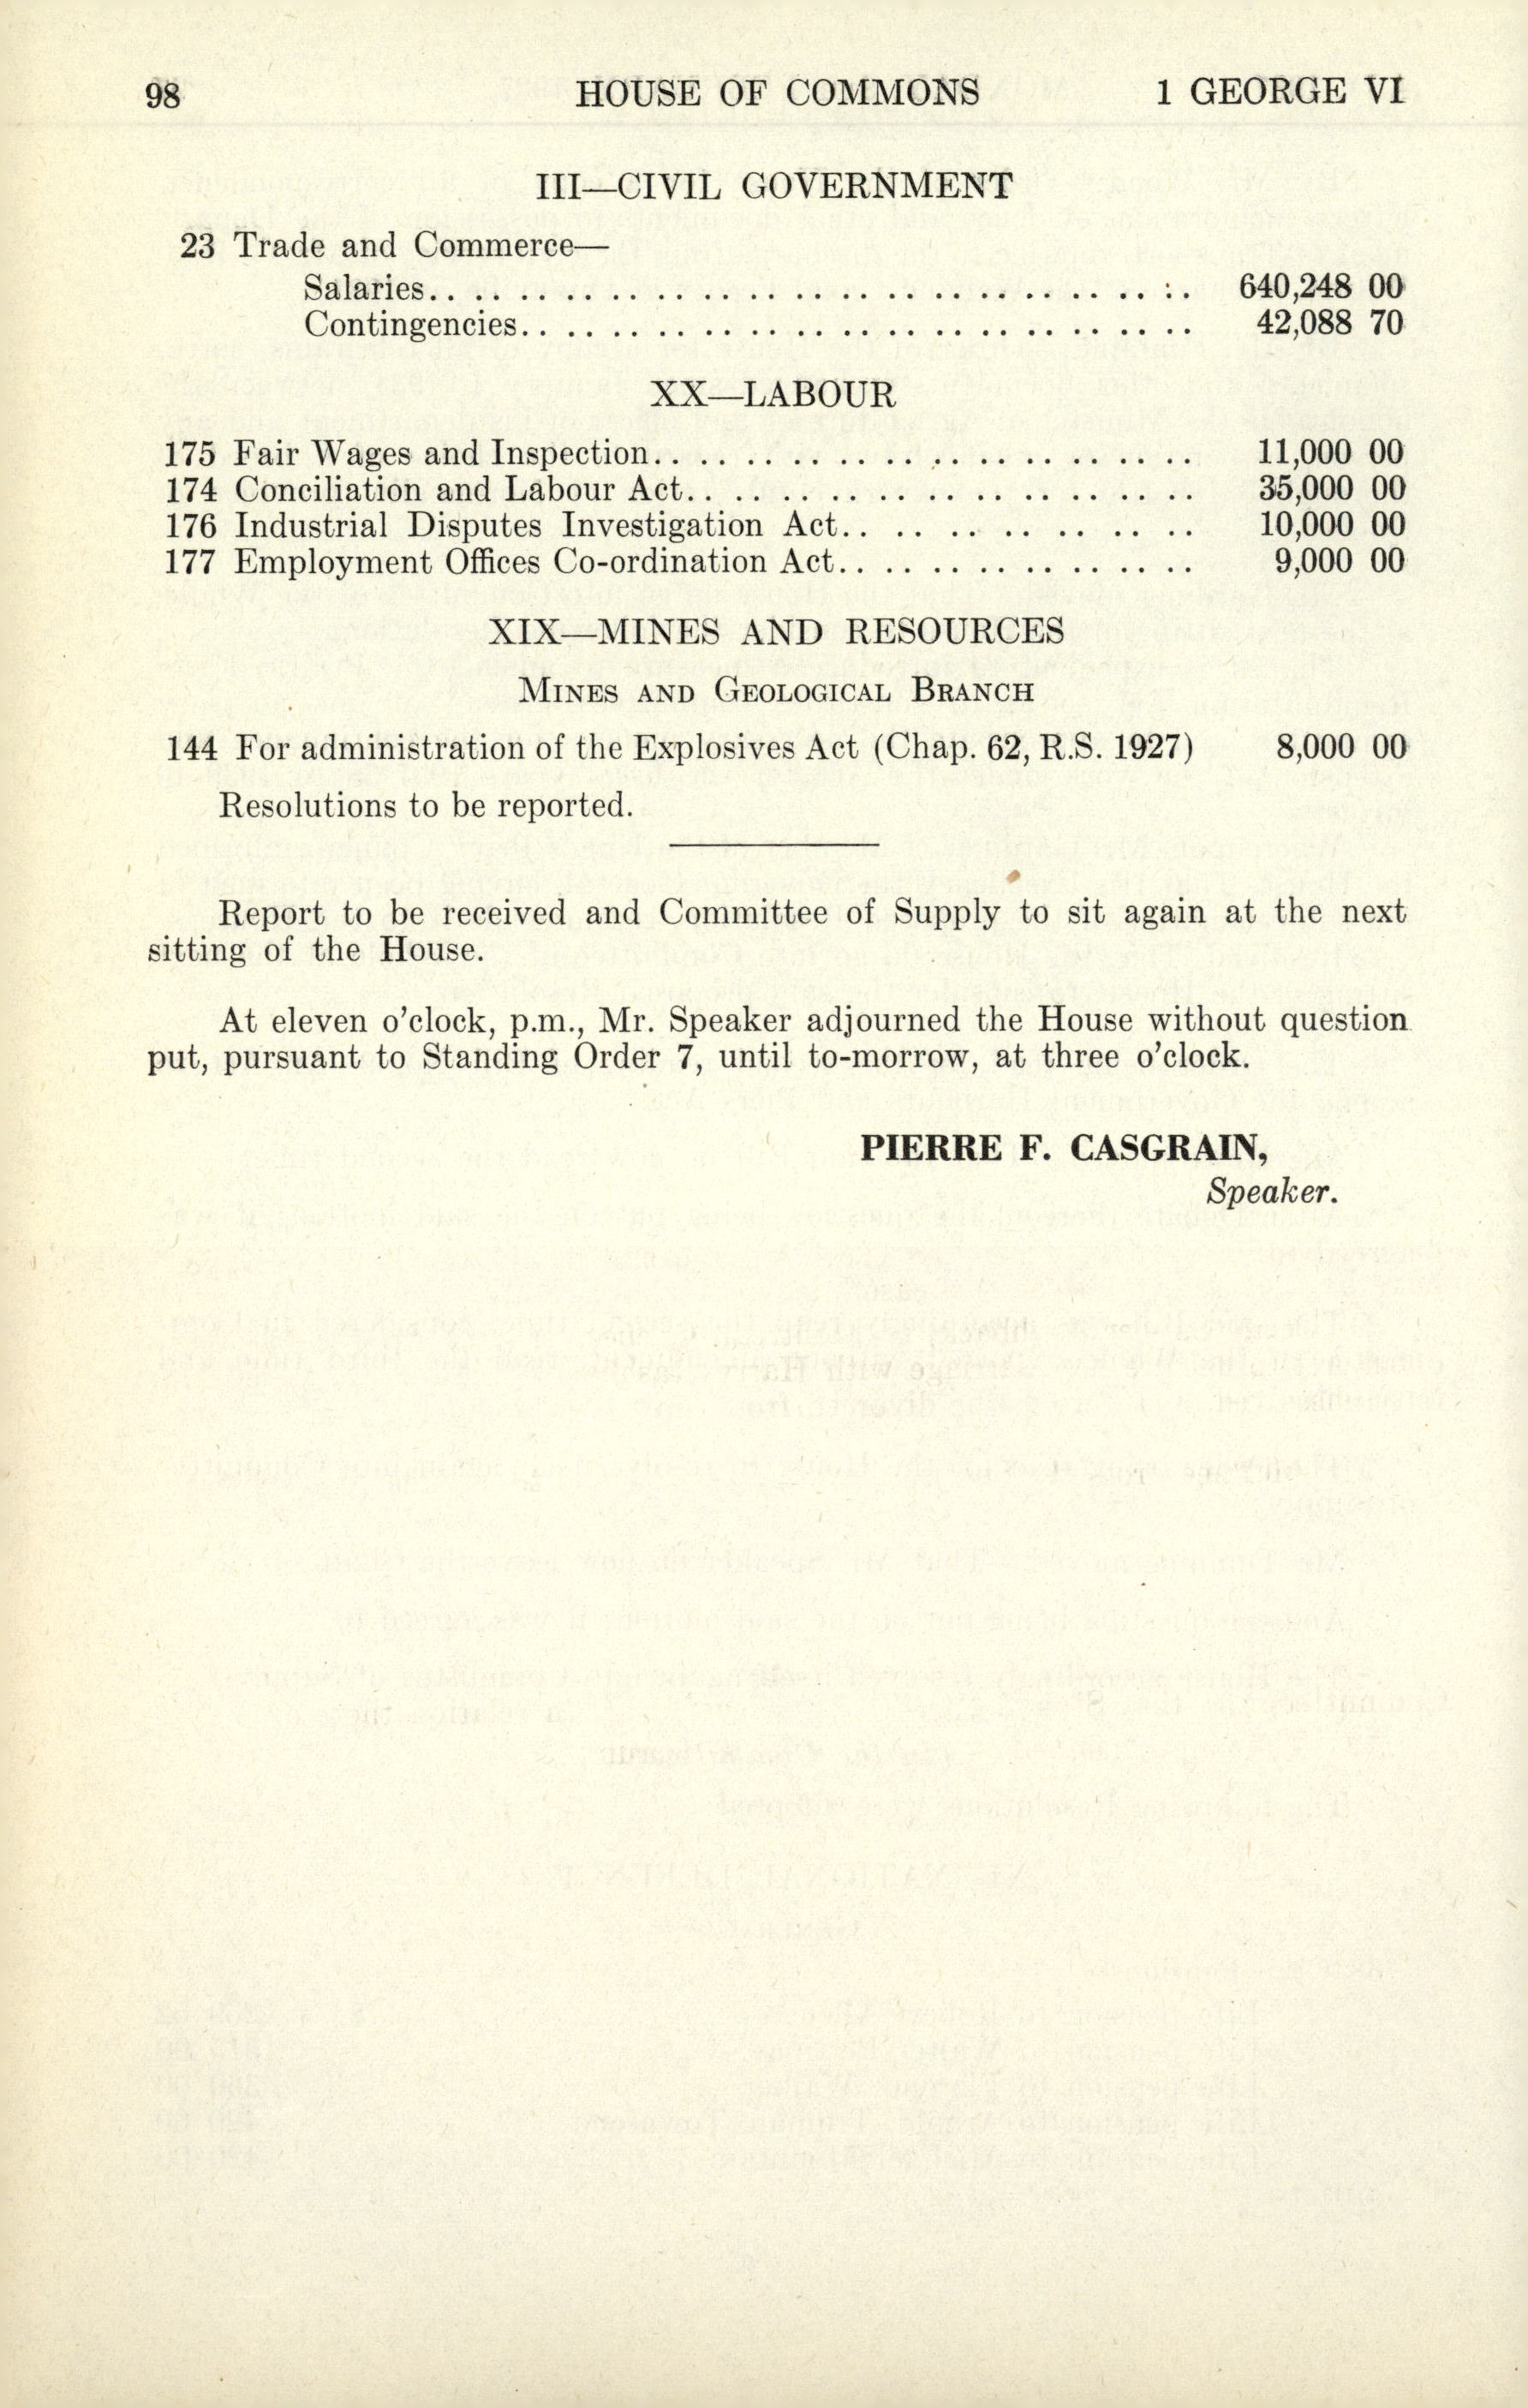 98 HOUSE OF COMMONS 1 GEORGE VI
III—CIVIL GOVERNMENT
23 Trade and Commerce—
Salaries.. .. .. .. .. .. .. .. .. .. .. .. .. .. .. .. :. 640,248 00
Contingencies.. .. .. .. .. .. .. .. .. .. .. .. .. .. .. 42,088 70
XX—LABOUR
175 Fair Wages and Inspection.. .. .. .. .. .. .. .. .. .. .. .. 11,000 00
174 Conciliation and Labour Act.. .. .. .. .. .. .. .. .. .. .. 35,000 00
176 Industrial Disputes Investigation Act.. .. .. .. .. .. .. .. 10,000 00
177 Employment Offices Co-ordination Act.. .. .. .. .. .. .. .. 9,000 00
XIX—MINES AND RESOURCES
MINES AND GEOLOGICAL BRANCH
144 For administration of the Explosives Act (Chap. 62, R.S. 1927) 8,000 00
Resolutions to be reported.
Report to be received and Committee of Supply to sit again at the next
sitting of the House.
At eleven o'clock, p.m., Mr. Speaker adjourned the House without question
put, pursuant to Standing Order 7, until to-morrow, at three o'clock.
PIERRE F. CASGRAIN,
Speaker.